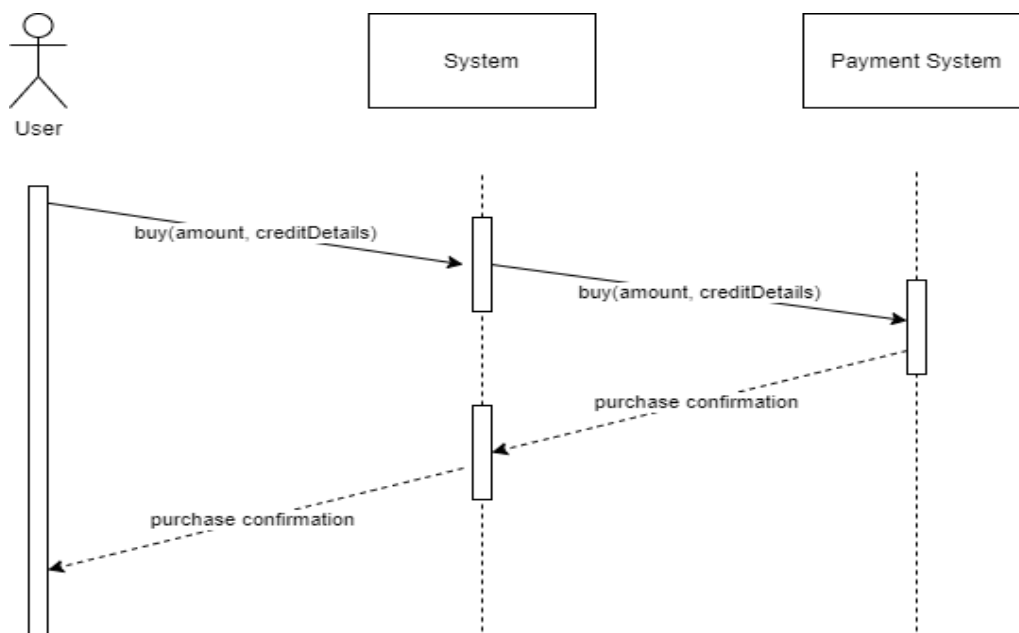 System
Payment System
User
buy(amount, creditDetails)
buy(amount, creditDetails)
purchase confirmation
purchase confirmation